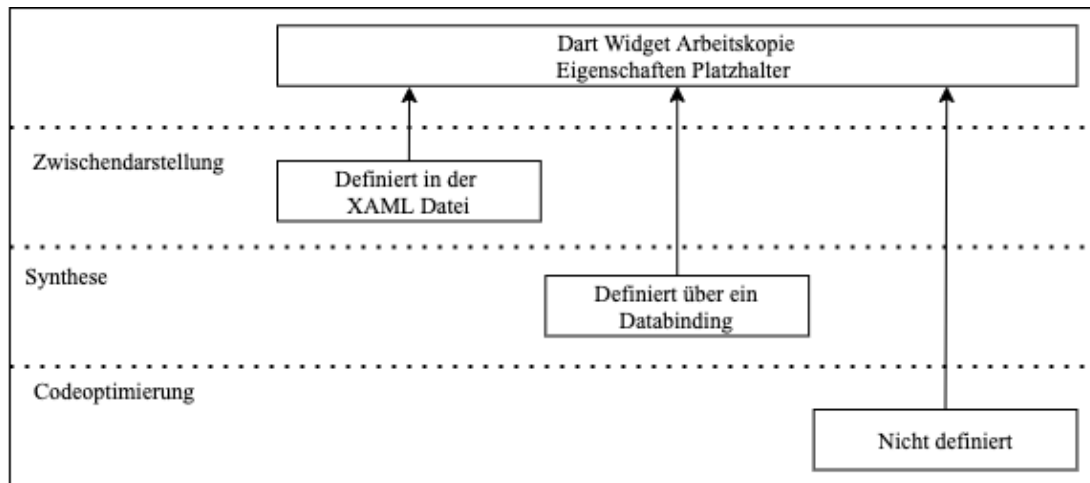 Dart Widget Arbeitskopie
Eigenschaften Platzhalter
Zwischendarstellung
Definiert in der
XAML Datei
Synthese
Definiert über ein
Databinding
Codeoptimierung
Nicht definiert